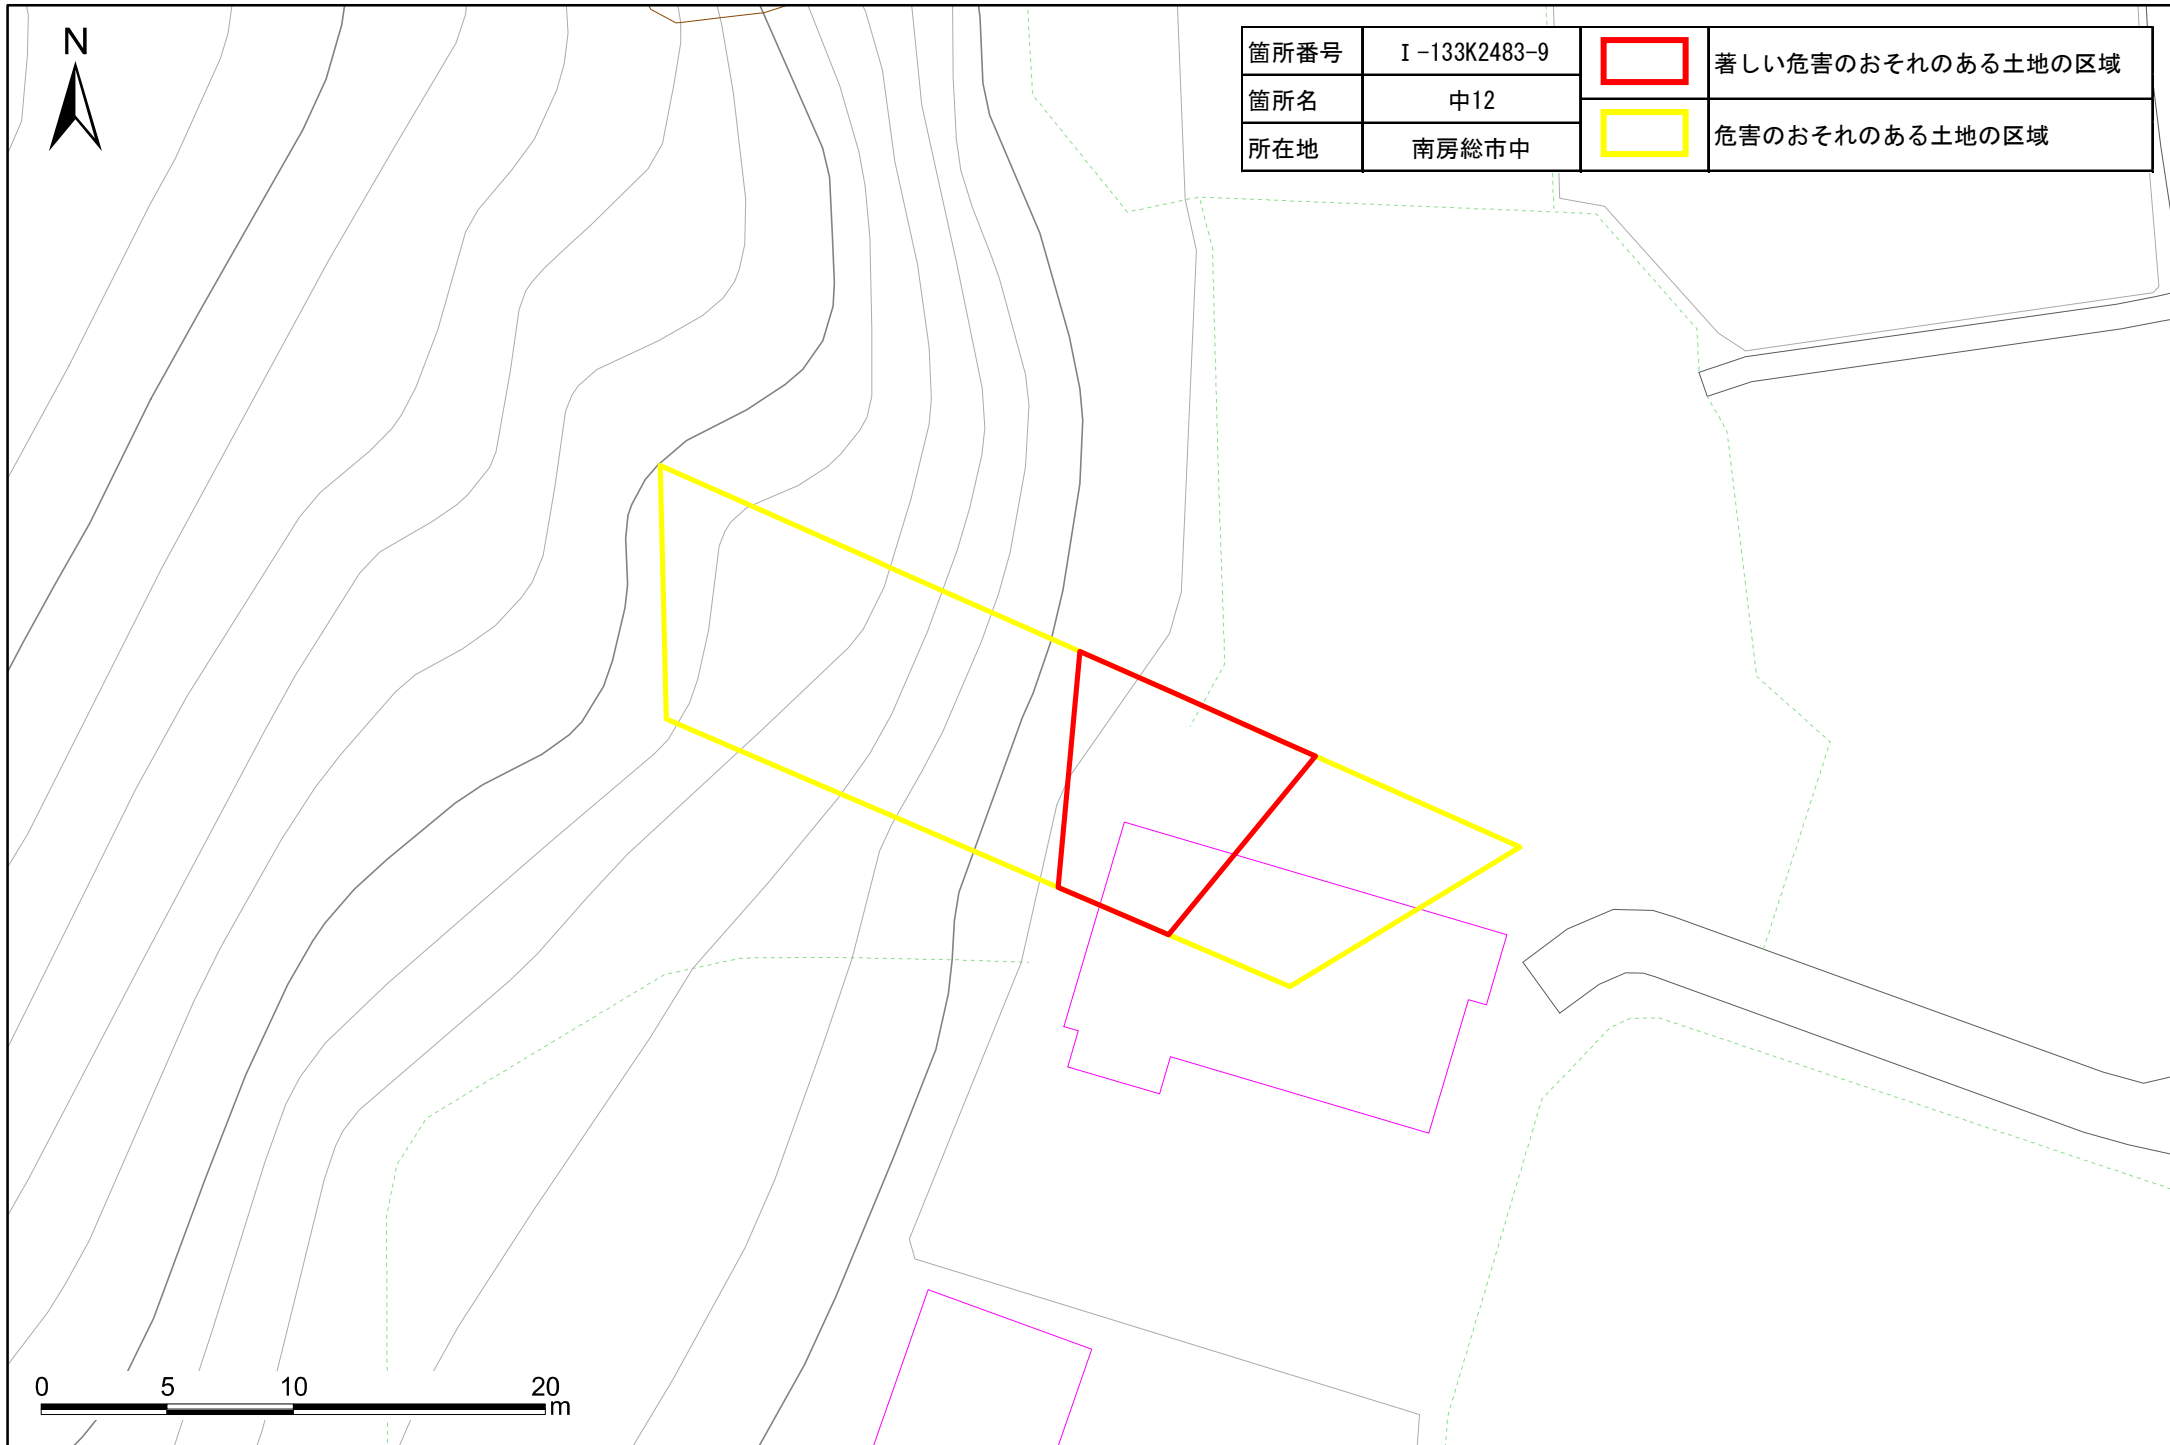 N
箇所番号 Ⅰ-133K2483-9
箇所名 中12
所在地 南房総市中
著しい危害のおそれのある土地の区域
危害のおそれのある土地の区域
0 5 10 20
m